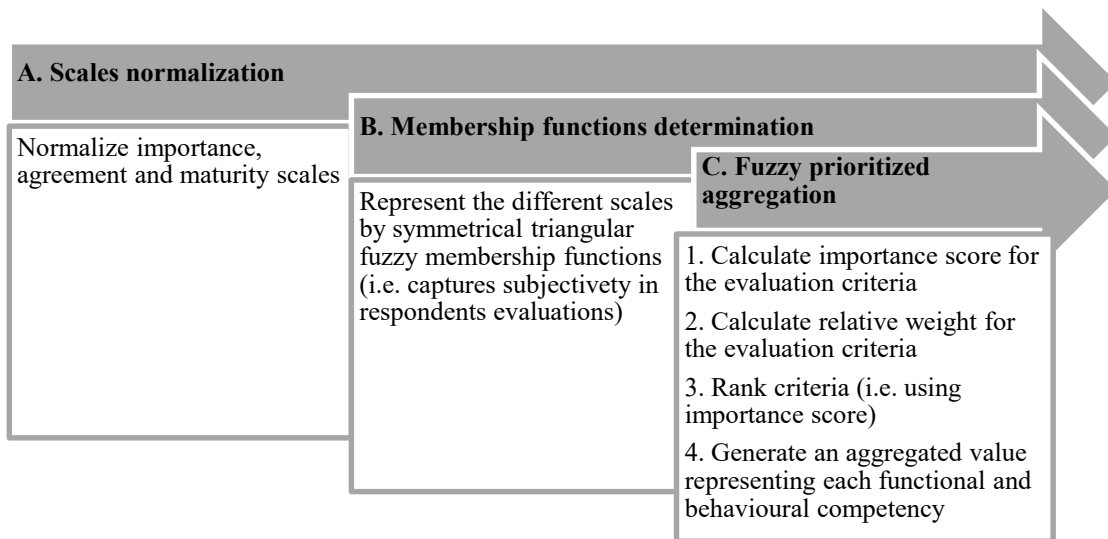 A. Scales normalization
Normalize importance,
agreement and maturity scales
B. Membership functions determination
Represent the different scales
by symmetrical triangular
fuzzy membership functions
(i.e. captures subjectivety in
respondents evaluations)
C. Fuzzy prioritized
aggregation
1. Calculate importance score for
the evaluation criteria
2. Calculate relative weight for
the evaluation criteria
3. Rank criteria (i.e. using
importance score)
4. Generate an aggregated value
representing each functional and
behavioural competency